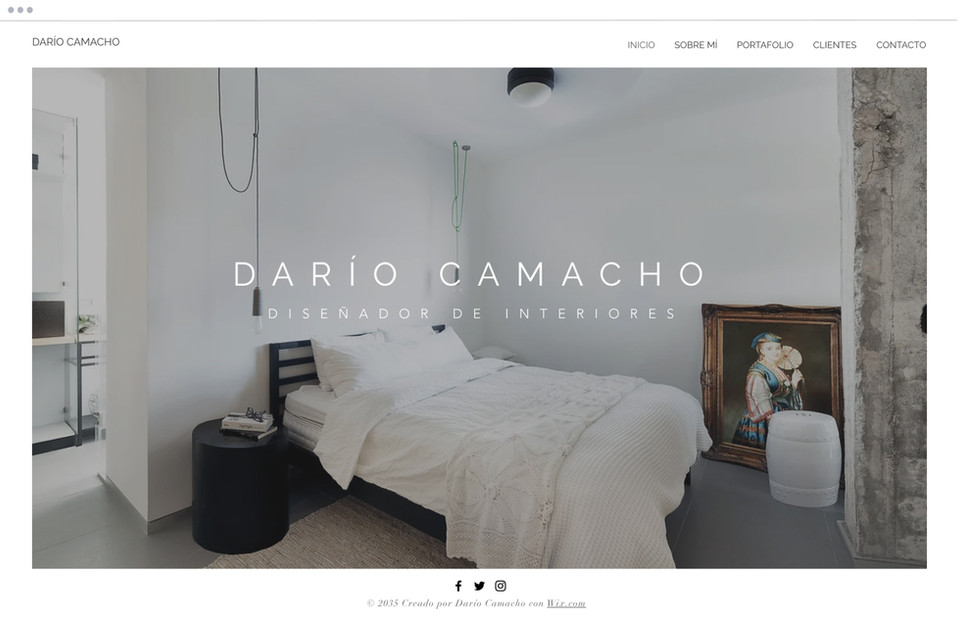 DARÍO CAMACHO
INICIO SOBRE MÍ PORTAFOLIO CLIENTES CONTACTO
DARÍO CAMACHO
DISEÑADOR DE INTERIORES
© 2035 Creado por Darío Camacho con Wix.com